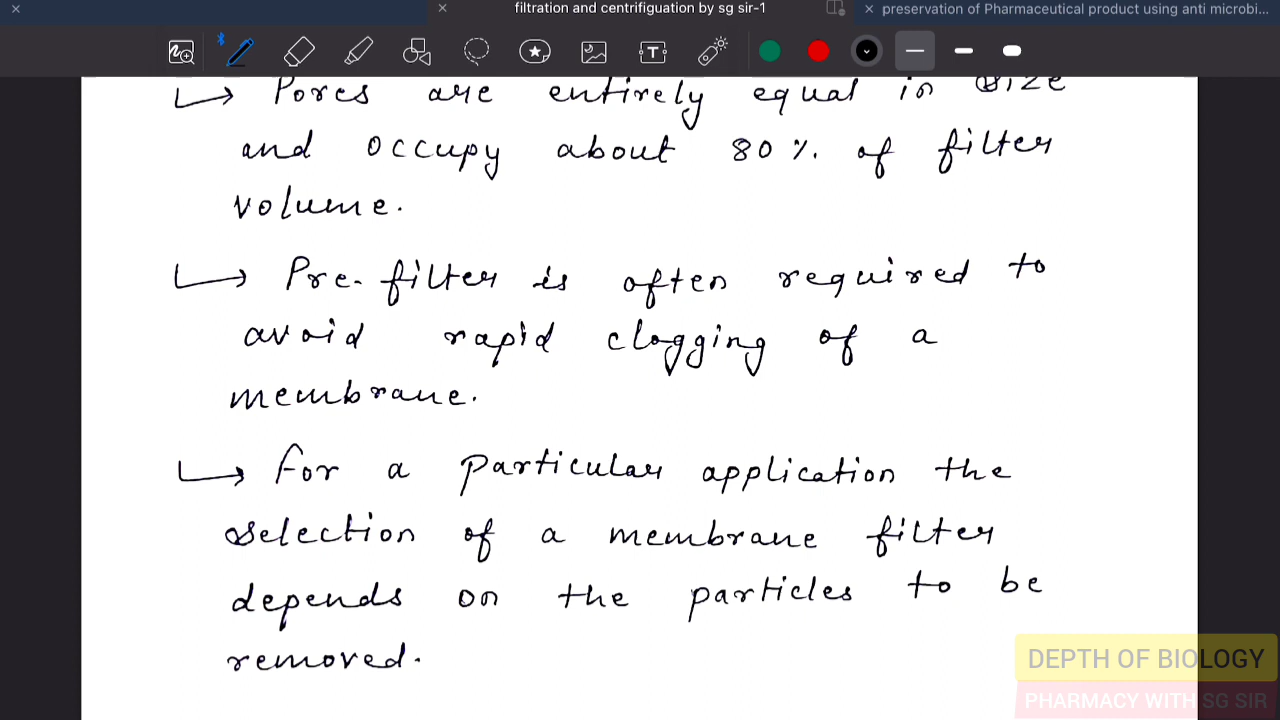 × × filtration and centrifiguation by sg sir-1 × preservation of Pharmaceutical product using anti microbi...
T
Pores are entirely equal in size
and occupy about 80 %. of filter
volume.
Pre-filter is often required to
avoid rapid clogging of a
membrane.
For a particular application the
selection of a membrane filter
depends on the particles to be
removed.
DEPTH OF BIOLOGY
PHARMACY WITH SG SIR